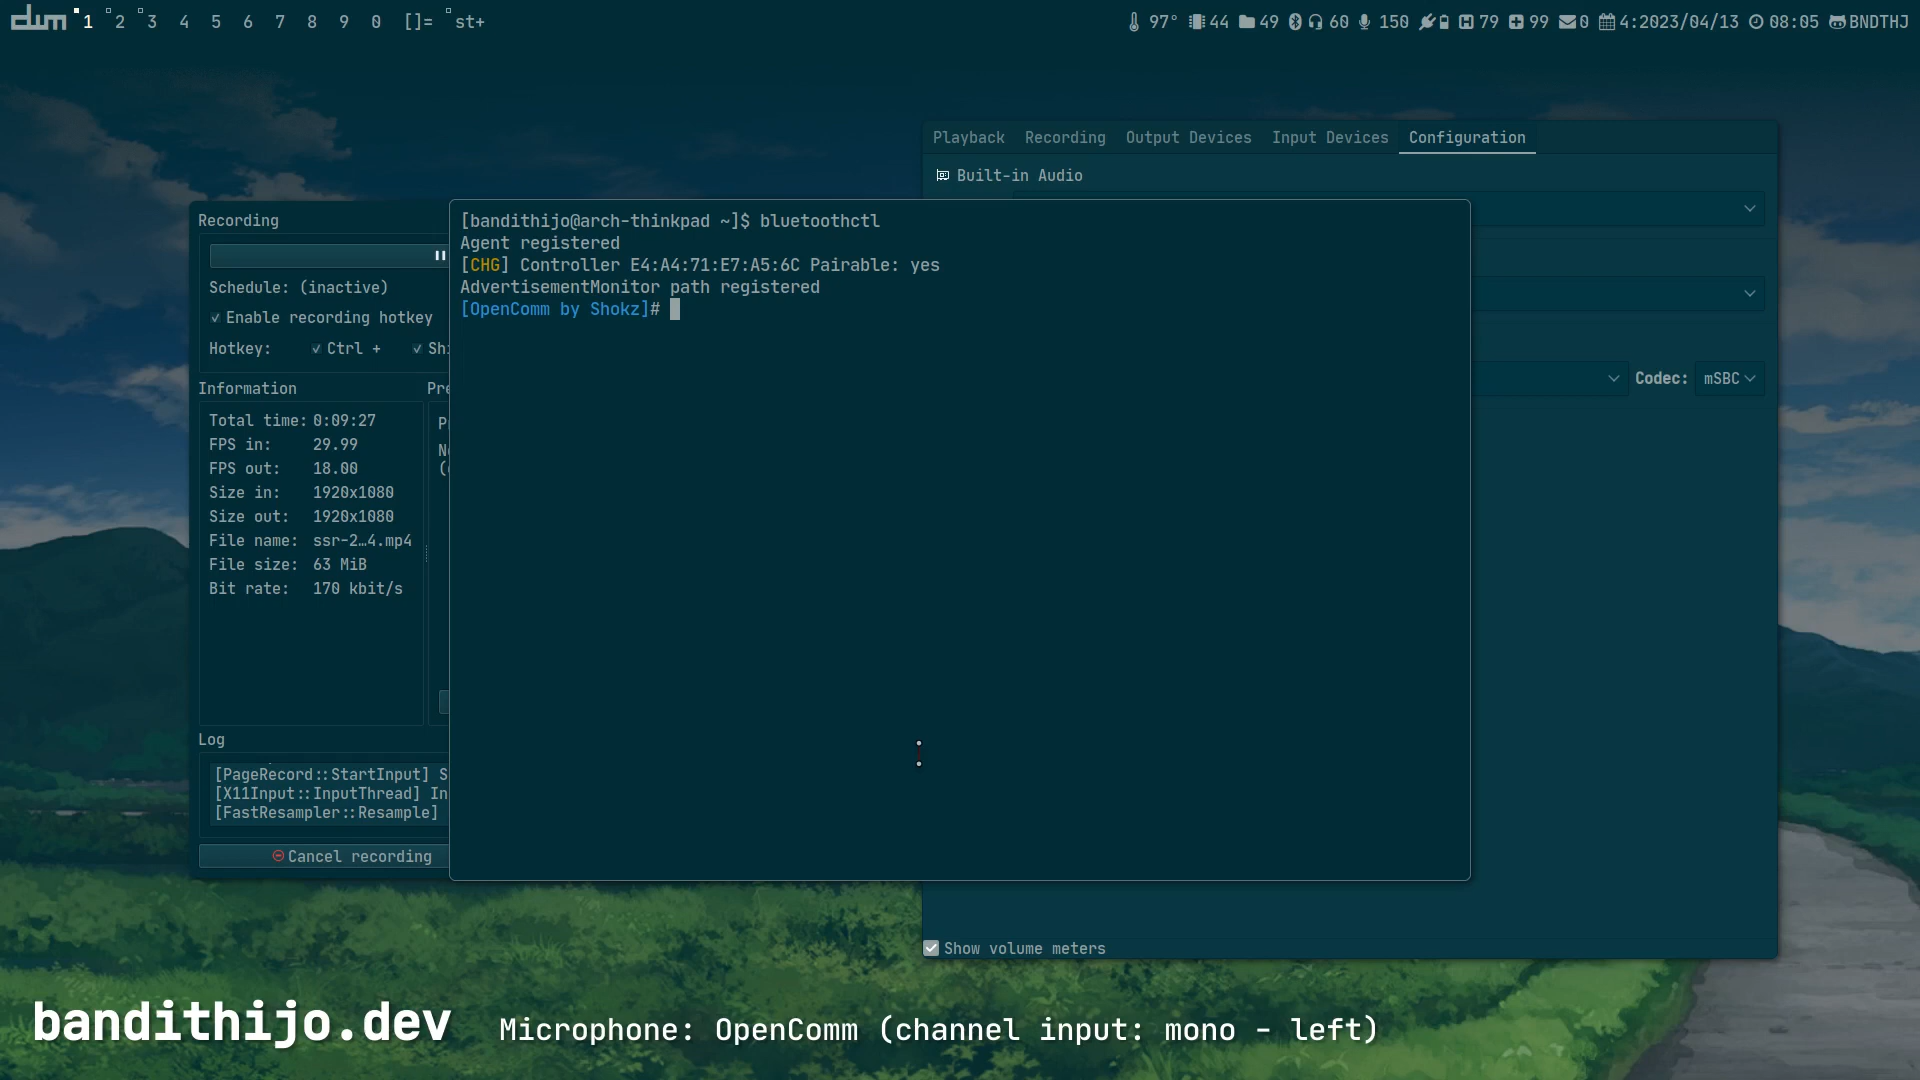 dwm 1 2 3 4 5 6 7 8 9 0 []= st+ 97° 44 49 60 150 79 99 0 4:2023/04/13 08:05 BNDTHJ
Playback Recording Output Devices Input Devices Configuration
Built-in Audio
Codec: mSBC
Show volume meters
Recording
Schedule: (inactive)
Enable recording hotkey
Hotkey: Ctrl +
Information
Total time: 0:09:27
FPS in: 29.99
FPS out: 18.00
Size in: 1920x1080
Size out: 1920x1080
File name: ssr-2…4.mp4
File size: 63 MiB
Bit rate: 170 kbit/s
Log
[PageRecord::StartInput] S
[X11Input::InputThread] In
[FastResampler::Resample]
Cancel recording
[bandithijo@arch-thinkpad ~]$ bluetoothctl
Agent registered
[CHG] Controller E4:A4:71:E7:A5:6C Pairable: yes
AdvertisementMonitor path registered
[OpenComm by Shokz]#
bandithijo.dev
Microphone: OpenComm (channel input: mono - left)